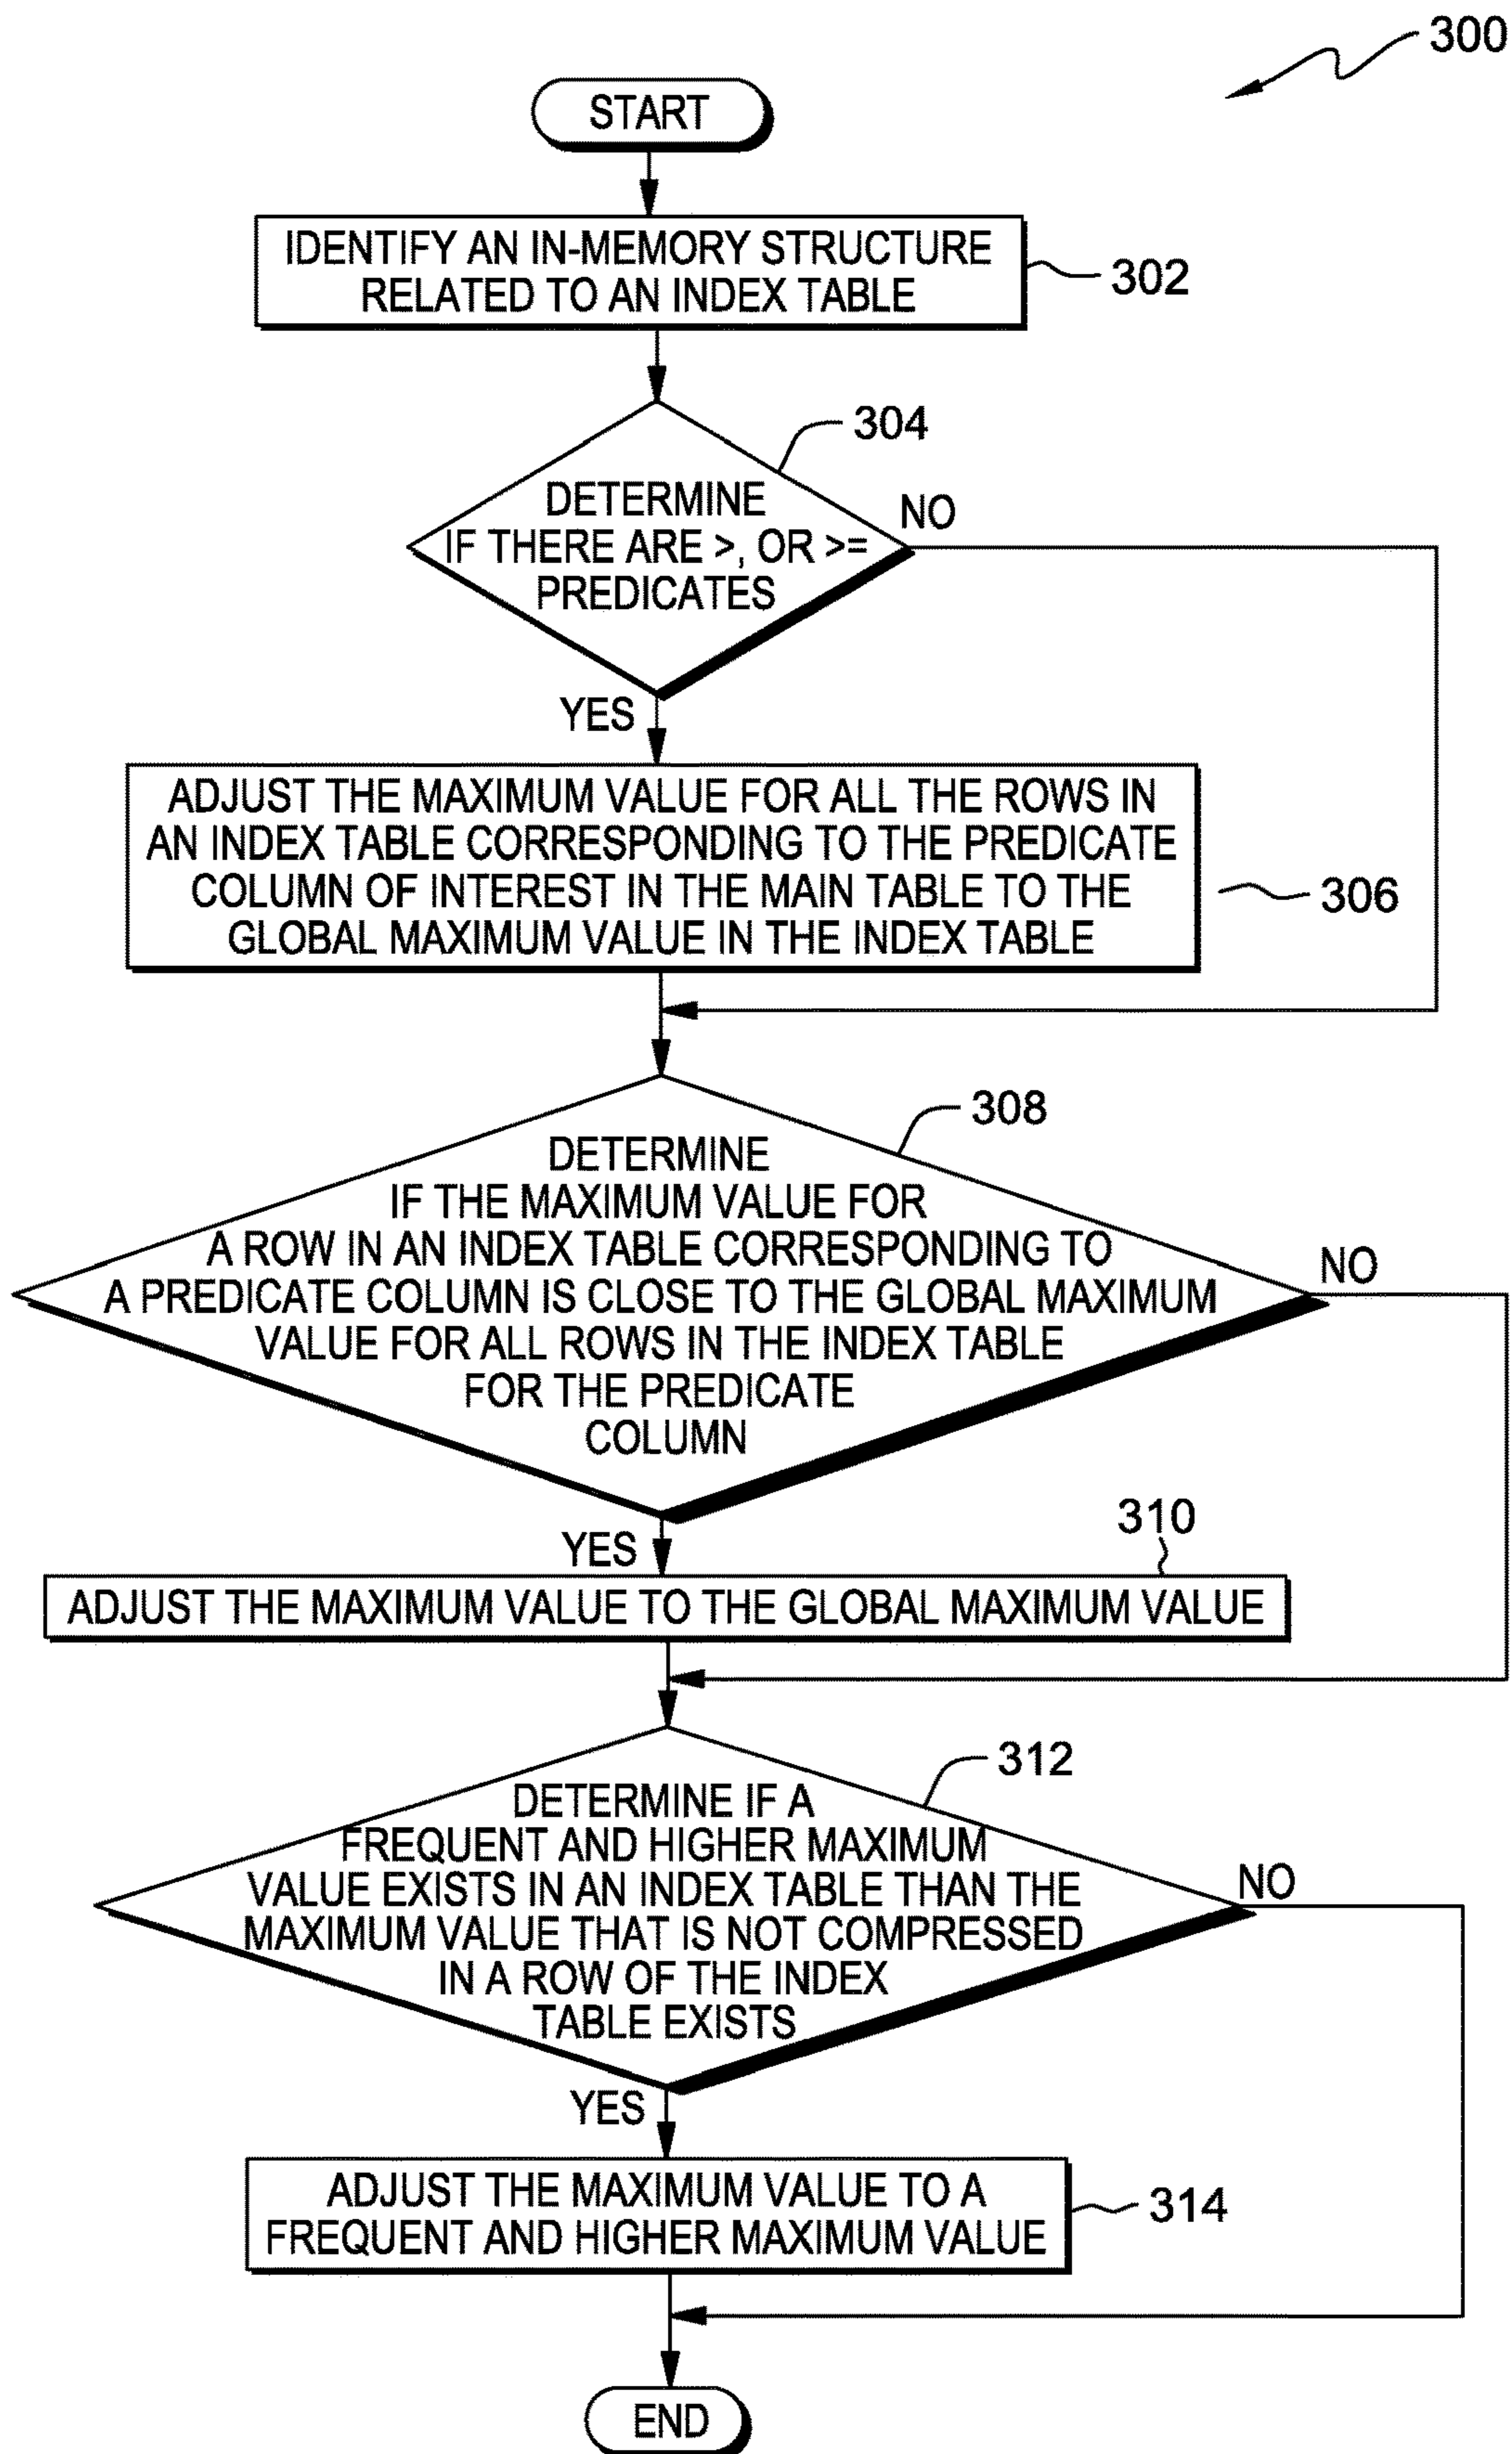 300
START
IDENTIFY AN IN-MEMORY STRUCTURE
RELATED TO AN INDEX TABLE
302
304
DETERMINE
IF THERE ARE >, OR >=
PREDICATES
NO
YES
ADJUST THE MAXIMUM VALUE FOR ALL THE ROWS IN
AN INDEX TABLE CORRESPONDING TO THE PREDICATE
COLUMN OF INTEREST IN THE MAIN TABLE TO THE
GLOBAL MAXIMUM VALUE IN THE INDEX TABLE
306
308
DETERMINE
IF THE MAXIMUM VALUE FOR
A ROW IN AN INDEX TABLE CORRESPONDING TO
A PREDICATE COLUMN IS CLOSE TO THE GLOBAL MAXIMUM
VALUE FOR ALL ROWS IN THE INDEX TABLE
FOR THE PREDICATE
COLUMN
NO
YES
310
ADJUST THE MAXIMUM VALUE TO THE GLOBAL MAXIMUM VALUE
312
DETERMINE IF A
FREQUENT AND HIGHER MAXIMUM
VALUE EXISTS IN AN INDEX TABLE THAN THE
MAXIMUM VALUE THAT IS NOT COMPRESSED
IN A ROW OF THE INDEX
TABLE EXISTS
NO
YES
ADJUST THE MAXIMUM VALUE TO A
FREQUENT AND HIGHER MAXIMUM VALUE
314
END